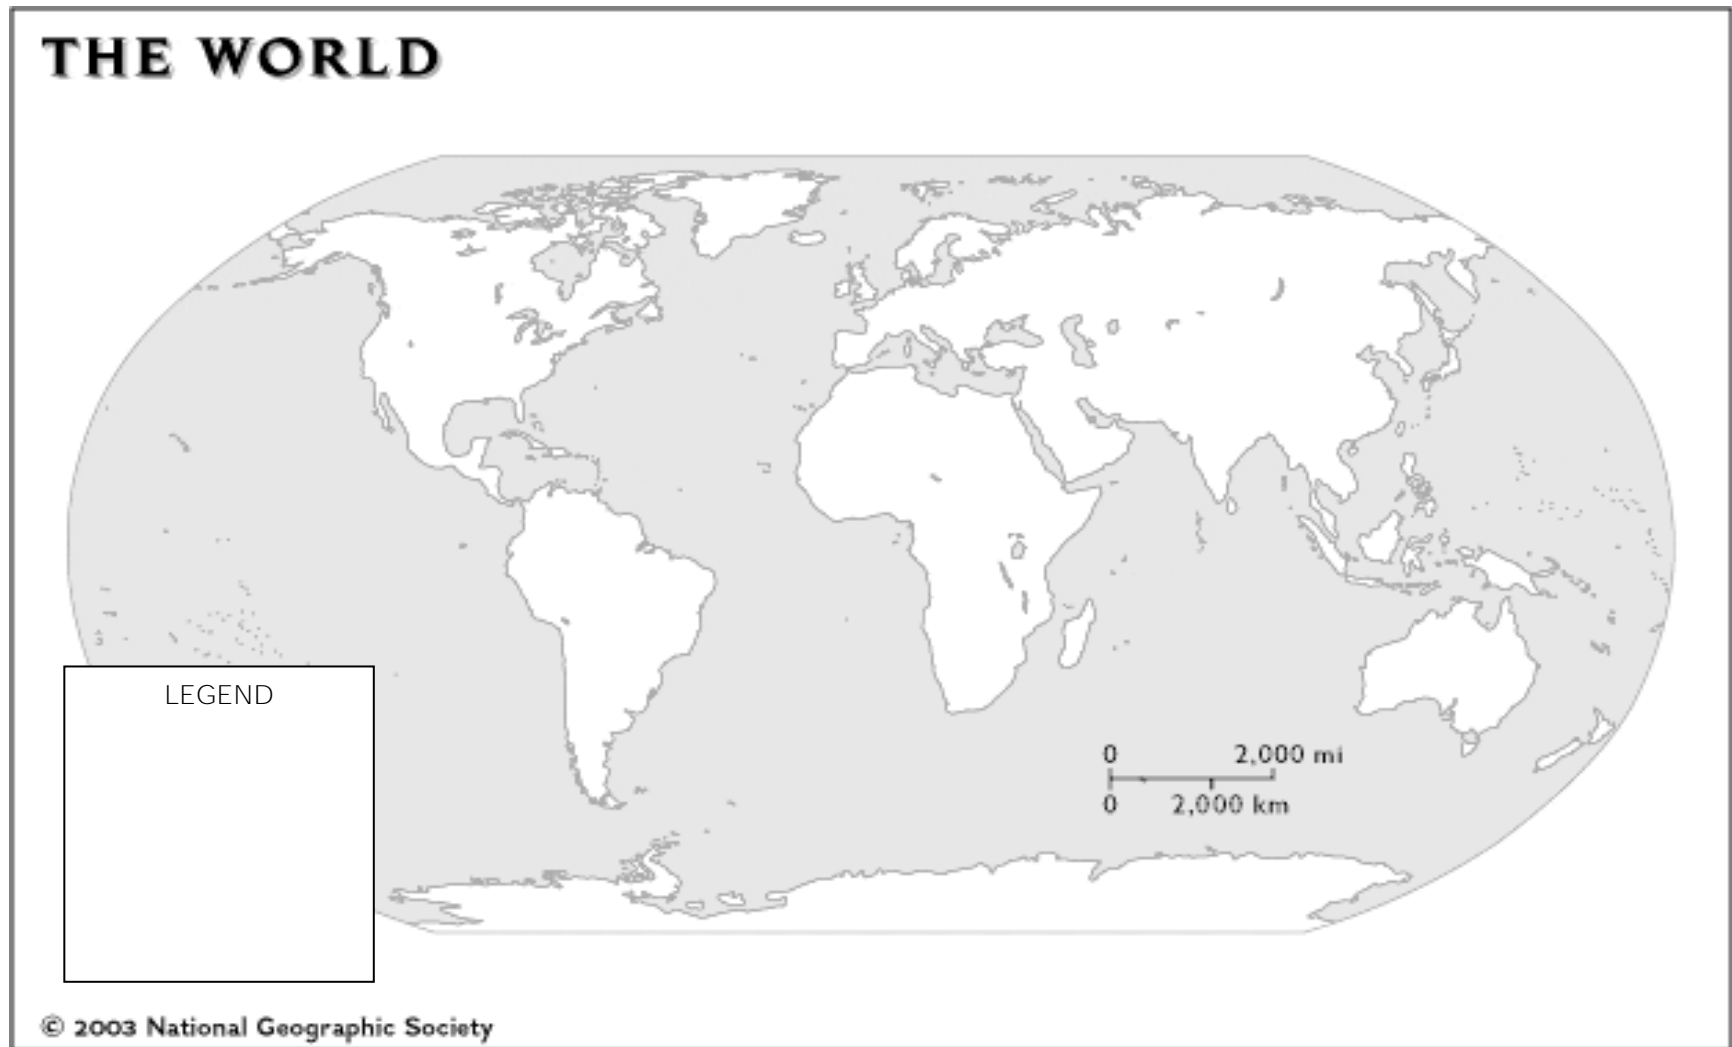 THE WORLD
LEGEND
0 2,000 mi
0 2,000 km
© 2003 National Geographic Society